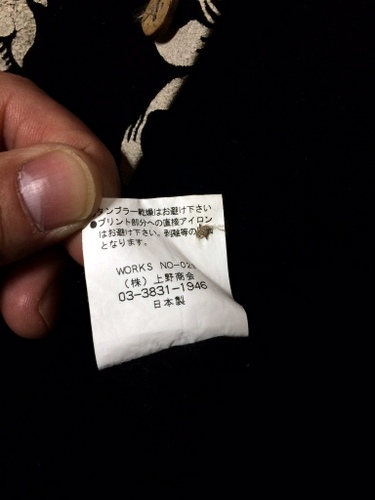 タンブラー乾燥はお避け下さい
●プリント部分への直接アイロン
はお避け下さい。剥離等の
となります。
WORKS NO-02
(株)上野商会
03-3831-1946
日本製